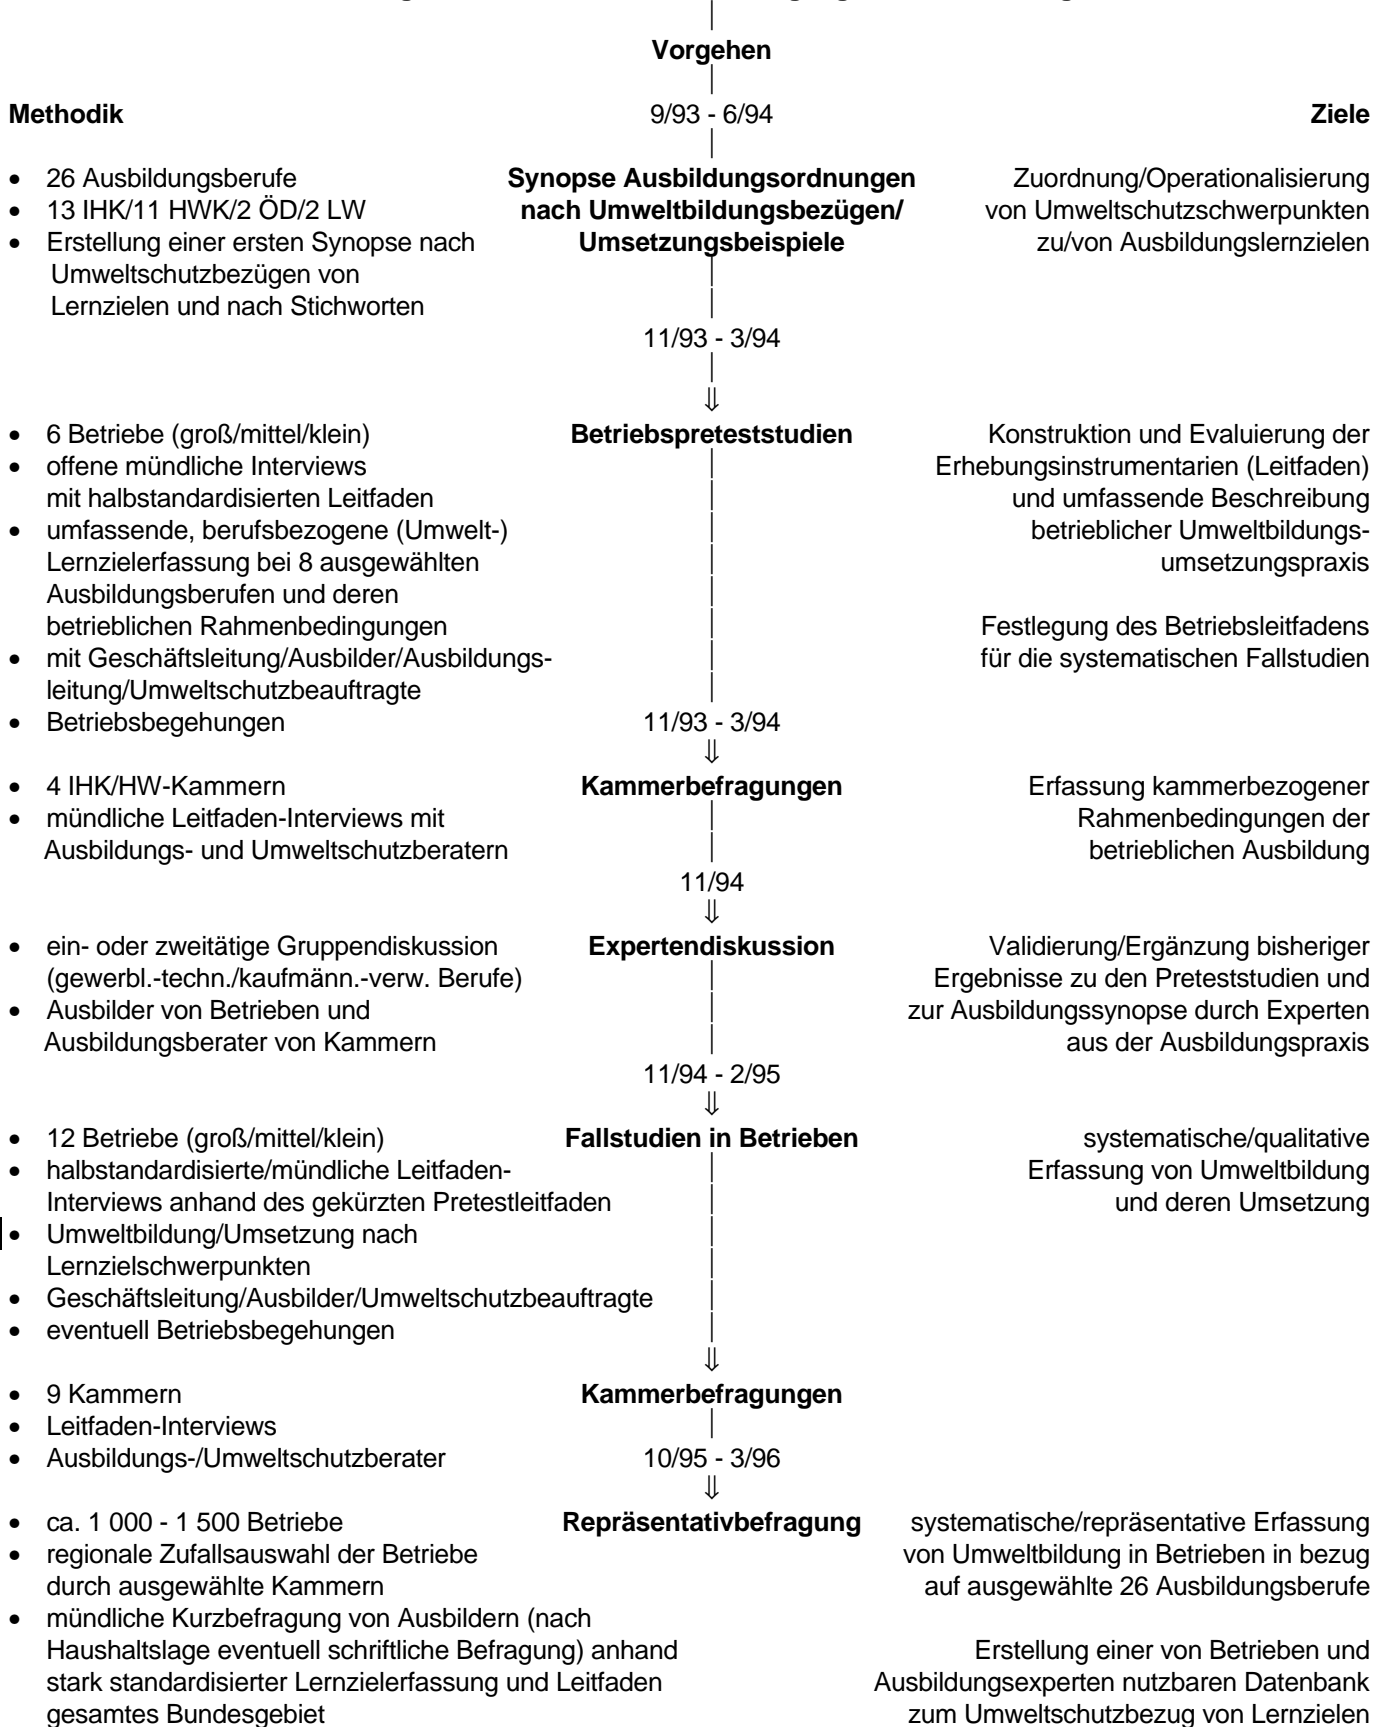 Vorgehen
Methodik 9/93 - 6/94 Ziele
• 26 Ausbildungsberufe Synopse Ausbildungsordnungen Zuordnung/Operationalisierung
• 13 IHK/11 HWK/2 ÖD/2 LW nach Umweltbildungsbezügen/ von Umweltschutzschwerpunkten
• Erstellung einer ersten Synopse nach Umsetzungsbeispiele zu/von Ausbildungslernzielen
Umweltschutzbezügen von
Lernzielen und nach Stichworten
11/93 - 3/94
⇓
• 6 Betriebe (groß/mittel/klein) Betriebspreteststudien Konstruktion und Evaluierung der
• offene mündliche Interviews Erhebungsinstrumentarien (Leitfaden)
mit halbstandardisierten Leitfaden und umfassende Beschreibung
• umfassende, berufsbezogene (Umwelt-) betrieblicher Umweltbildungs-
Lernzielerfassung bei 8 ausgewählten umsetzungspraxis
Ausbildungsberufen und deren
betrieblichen Rahmenbedingungen Festlegung des Betriebsleitfadens
• mit Geschäftsleitung/Ausbilder/Ausbildungs- für die systematischen Fallstudien
leitung/Umweltschutzbeauftragte
• Betriebsbegehungen 11/93 - 3/94
⇓
• 4 IHK/HW-Kammern Kammerbefragungen Erfassung kammerbezogener
• mündliche Leitfaden-Interviews mit Rahmenbedingungen der
Ausbildungs- und Umweltschutzberatern betrieblichen Ausbildung
11/94
⇓
• ein- oder zweitätige Gruppendiskussion Expertendiskussion Validierung/Ergänzung bisheriger
(gewerbl.-techn./kaufmänn.-verw. Berufe) Ergebnisse zu den Preteststudien und
• Ausbilder von Betrieben und zur Ausbildungssynopse durch Experten
Ausbildungsberater von Kammern aus der Ausbildungspraxis
11/94 - 2/95
⇓
• 12 Betriebe (groß/mittel/klein) Fallstudien in Betrieben systematische/qualitative
• halbstandardisierte/mündliche Leitfaden- Erfassung von Umweltbildung
Interviews anhand des gekürzten Pretestleitfaden und deren Umsetzung
• Umweltbildung/Umsetzung nach
Lernzielschwerpunkten
• Geschäftsleitung/Ausbilder/Umweltschutzbeauftragte
• eventuell Betriebsbegehungen
⇓
• 9 Kammern Kammerbefragungen
• Leitfaden-Interviews
• Ausbildungs-/Umweltschutzberater 10/95 - 3/96
⇓
• ca. 1 000 - 1 500 Betriebe Repräsentativbefragung systematische/repräsentative Erfassung
• regionale Zufallsauswahl der Betriebe von Umweltbildung in Betrieben in bezug
durch ausgewählte Kammern auf ausgewählte 26 Ausbildungsberufe
• mündliche Kurzbefragung von Ausbildern (nach
Haushaltslage eventuell schriftliche Befragung) anhand Erstellung einer von Betrieben und
stark standardisierter Lernzielerfassung und Leitfaden Ausbildungsexperten nutzbaren Datenbank
gesamtes Bundesgebiet zum Umweltschutzbezug von Lernzielen